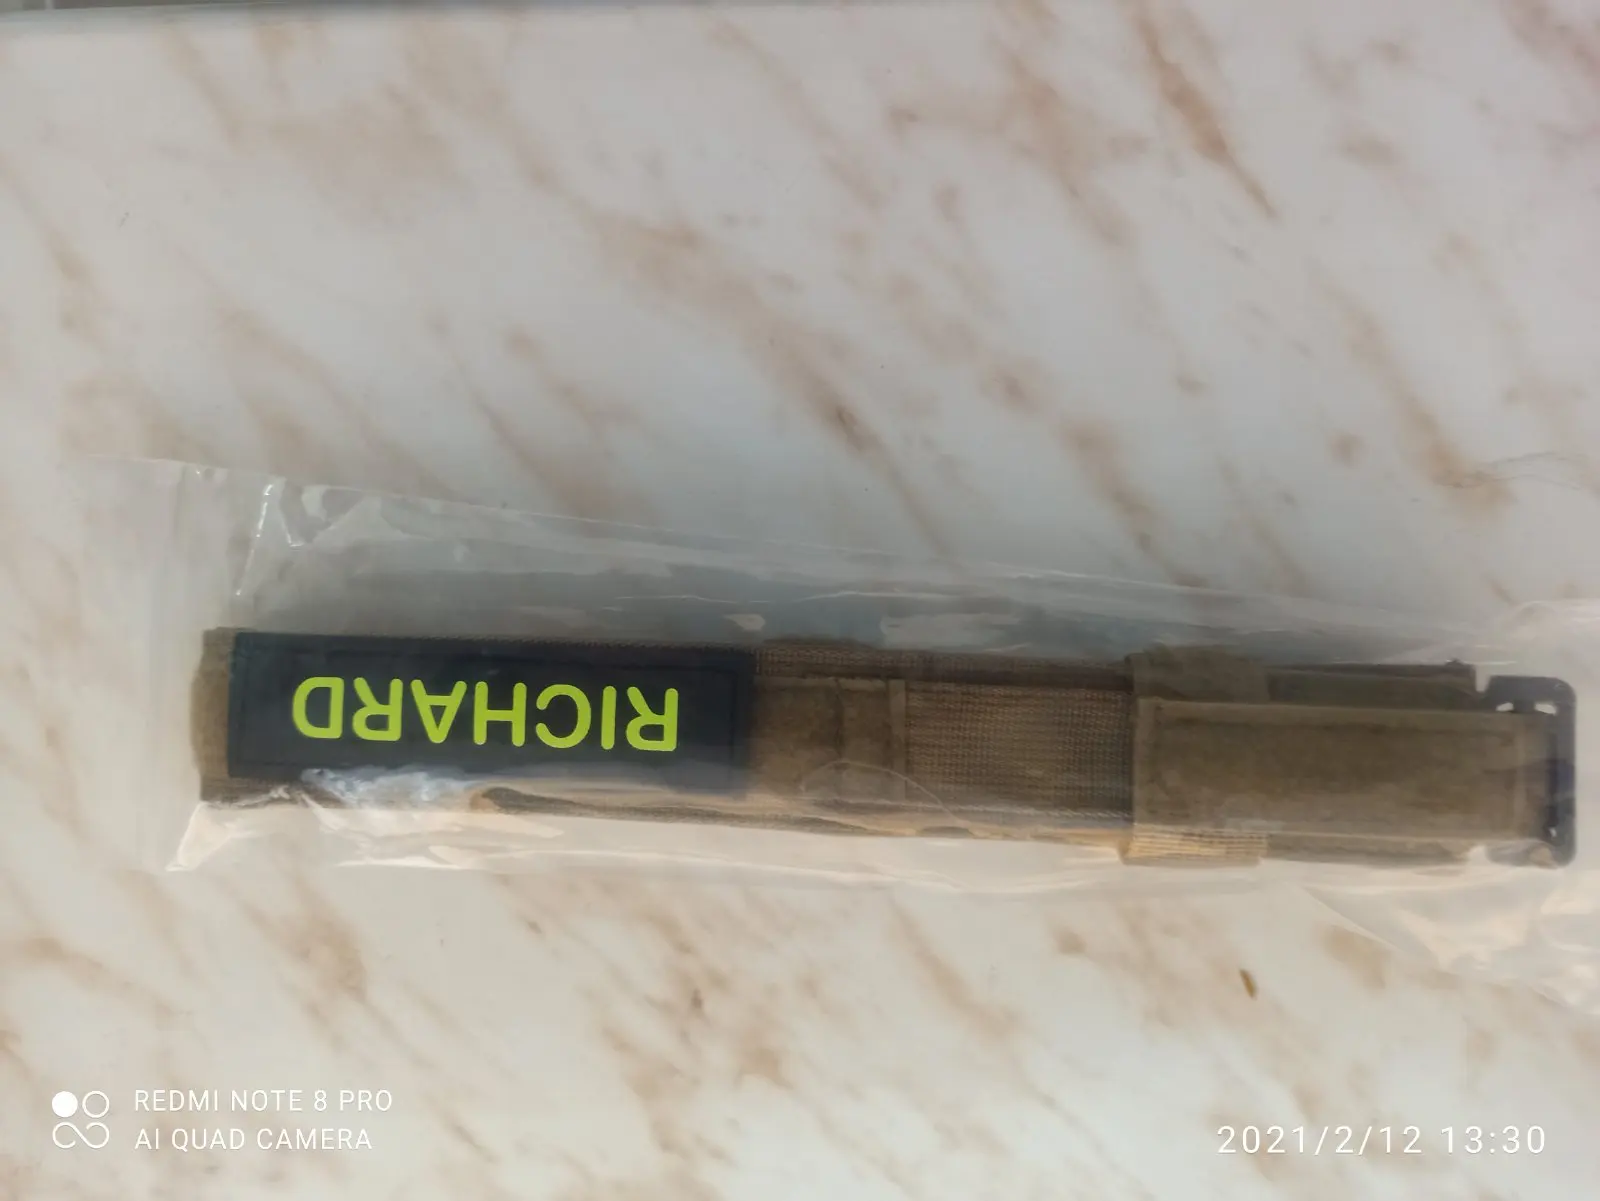 RICHARD
REDMI NOTE 8 PRO
AI QUAD CAMERA
2021/2/12 13:30